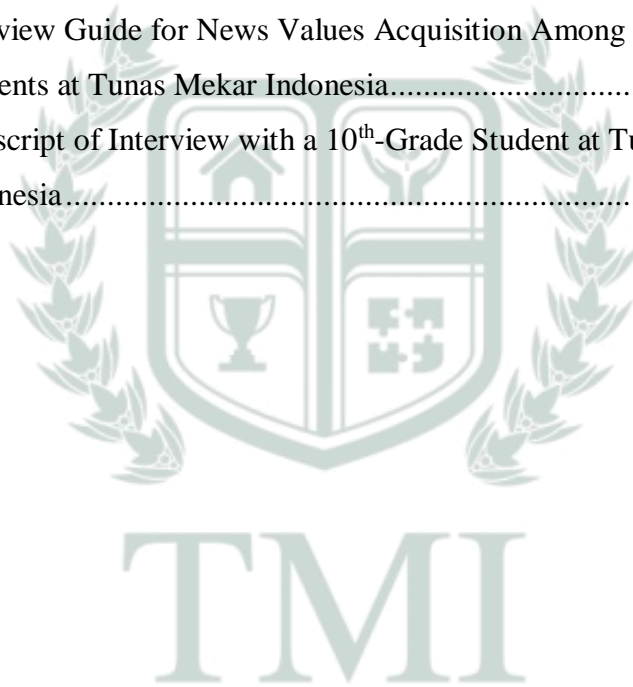 view Guide for News Values Acquisition Among
ents at Tunas Mekar Indonesia..............................
script of Interview with a 10th-Grade Student at Tu
nesia......................................................................
TMI